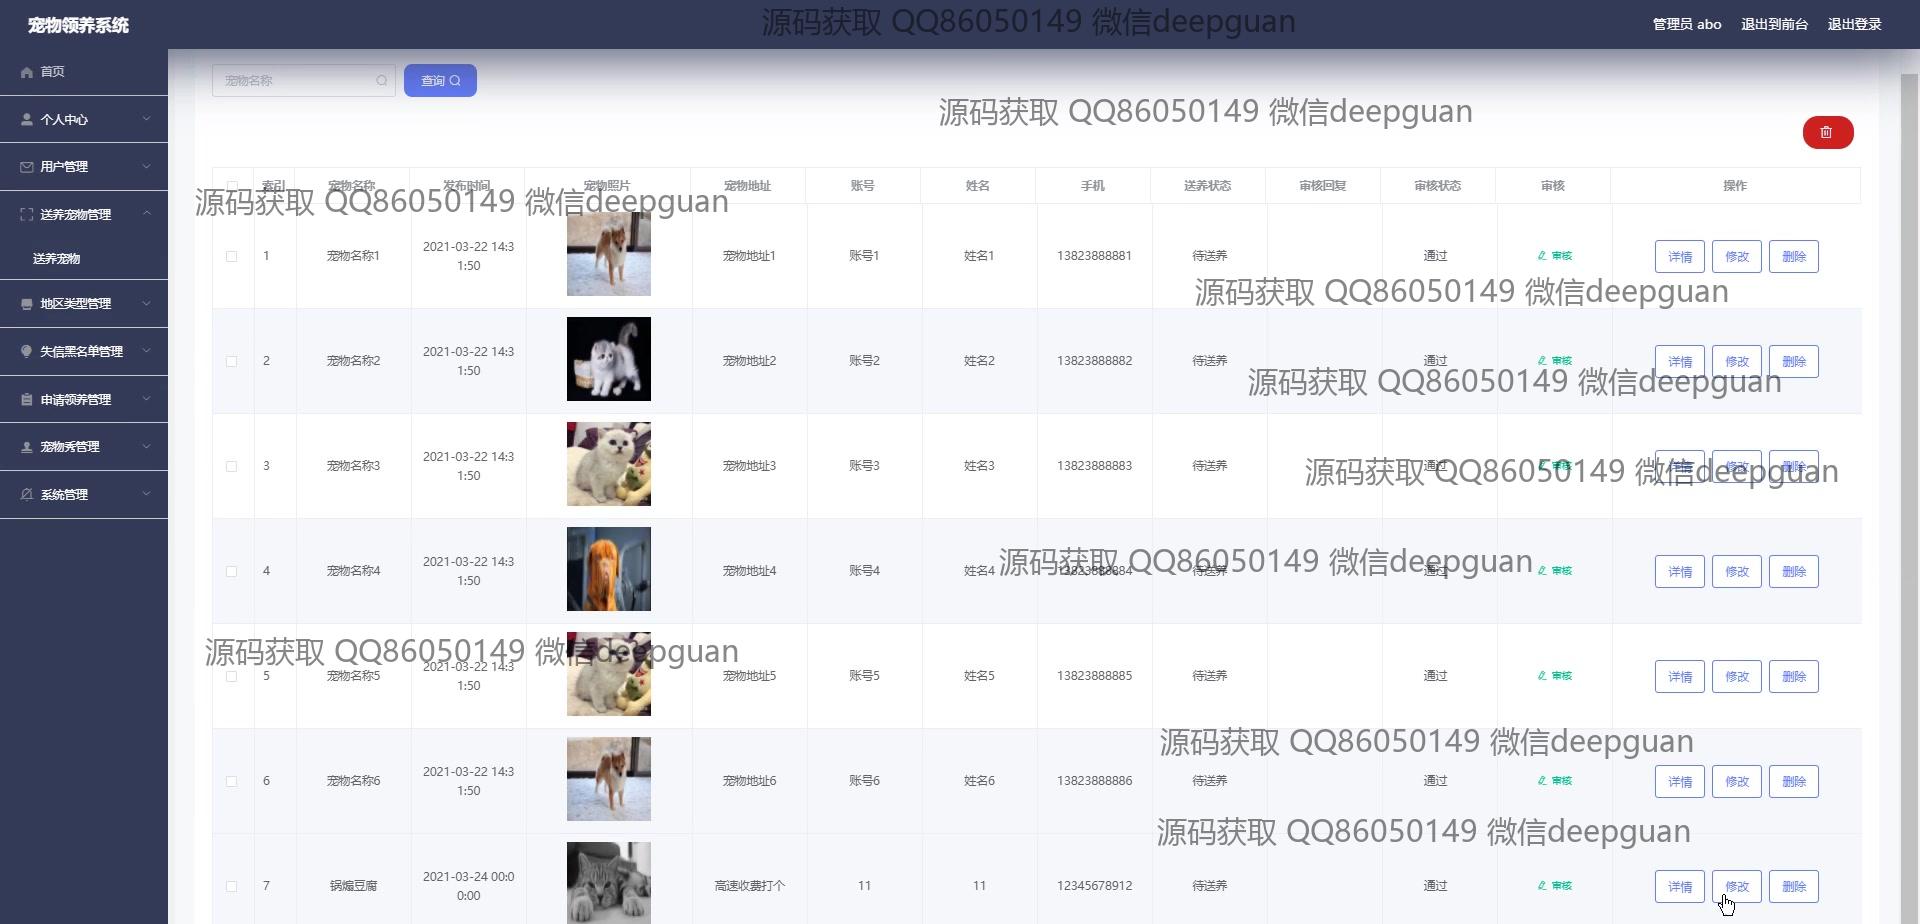 宠物领养系统
源码获取 QQ86050149 微信deepguan
管理员 abo 退出到前台 退出登录
首页
个人中心
用户管理
送养宠物管理
送养宠物
地区类型管理
失信黑名单管理
申请领养管理
宠物秀管理
系统管理
宠物名称 查询
源码获取 QQ86050149 微信deepguan
索引 宠物名称 发布时间 宠物照片 宠物地址 账号 姓名 手机 送养状态 审核回复 审核状态 审核 操作
源码获取 QQ86050149 微信deepguan
1 宠物名称1 2021-03-22 14:3 1:50 宠物地址1 账号1 姓名1 13823888881 待送养 通过 审核 详情 修改 删除
源码获取 QQ86050149 微信deepguan
2 宠物名称2 2021-03-22 14:3 1:50 宠物地址2 账号2 姓名2 13823888882 待送养 通过 审核 详情 修改 删除
源码获取 QQ86050149 微信deepguan
3 宠物名称3 2021-03-22 14:3 1:50 宠物地址3 账号3 姓名3 13823888883 待送养 通过 审核 详情 修改 删除
源码获取 QQ86050149 微信deepguan
4 宠物名称4 2021-03-22 14:3 1:50 宠物地址4 账号4 姓名4 13823888884 待送养 通过 审核 详情 修改 删除
源码获取 QQ86050149 微信deepguan
5 宠物名称5 2021-03-22 14:3 1:50 宠物地址5 账号5 姓名5 13823888885 待送养 通过 审核 详情 修改 删除
源码获取 QQ86050149 微信deepguan
6 宠物名称6 2021-03-22 14:3 1:50 宠物地址6 账号6 姓名6 13823888886 待送养 通过 审核 详情 修改 删除
源码获取 QQ86050149 微信deepguan
7 锅煸豆腐 2021-03-24 00:0 0:00 高速收费打个 11 11 12345678912 待送养 通过 审核 详情 修改 删除
源码获取 QQ86050149 微信deepguan